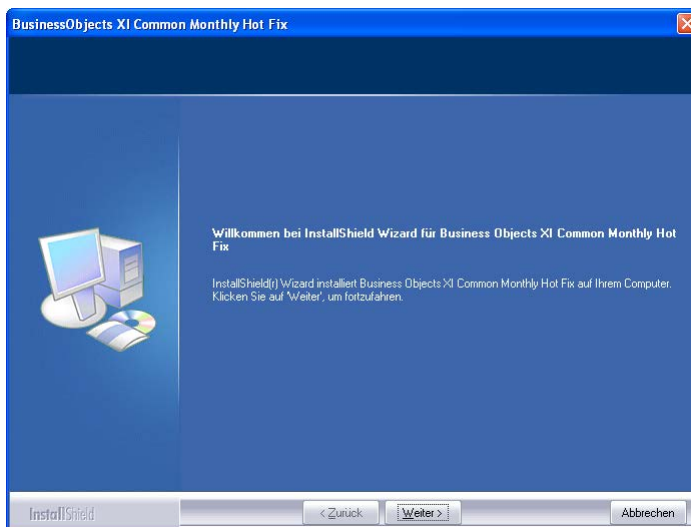 BusinessObjects XI Common Monthly Hot Fix
Willkommen bei InstallShield Wizard für Business Objects XI Common Monthly Hot
Fix
InstallShield(r) Wizard installiert Business Objects XI Common Monthly Hot Fix auf Ihrem Computer.
Klicken Sie auf 'Weiter', um fortzufahren.
InstallShield
< Zurück
Weiter >
Abbrechen